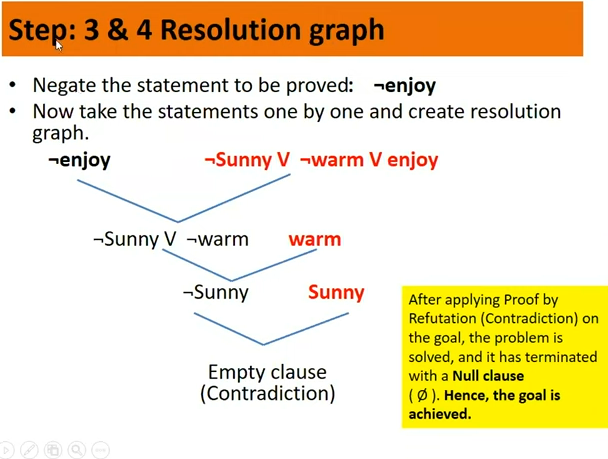 Step: 3 & 4 Resolution graph
• Negate the statement to be proved: ¬enjoy
• Now take the statements one by one and create resolution
graph.
¬enjoy ¬Sunny V ¬warm V enjoy
¬Sunny V ¬warm warm
¬Sunny Sunny
Empty clause
(Contradiction)
After applying Proof by
Refutation (Contradiction) on
the goal, the problem is
solved, and it has terminated
with a Null clause
( Ø ). Hence, the goal is
achieved.